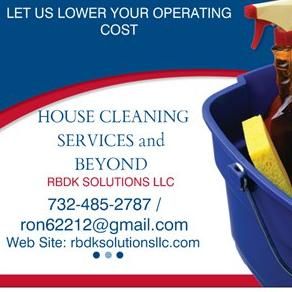 LET US LOWER YOUR OPERATING
COST
HOUSE CLEANING
SERVICES and
BEYOND
RBDK SOLUTIONS LLC
732-485-2787 /
ron62212@gmail.com
Web Site: rbdksolutionsllc.com